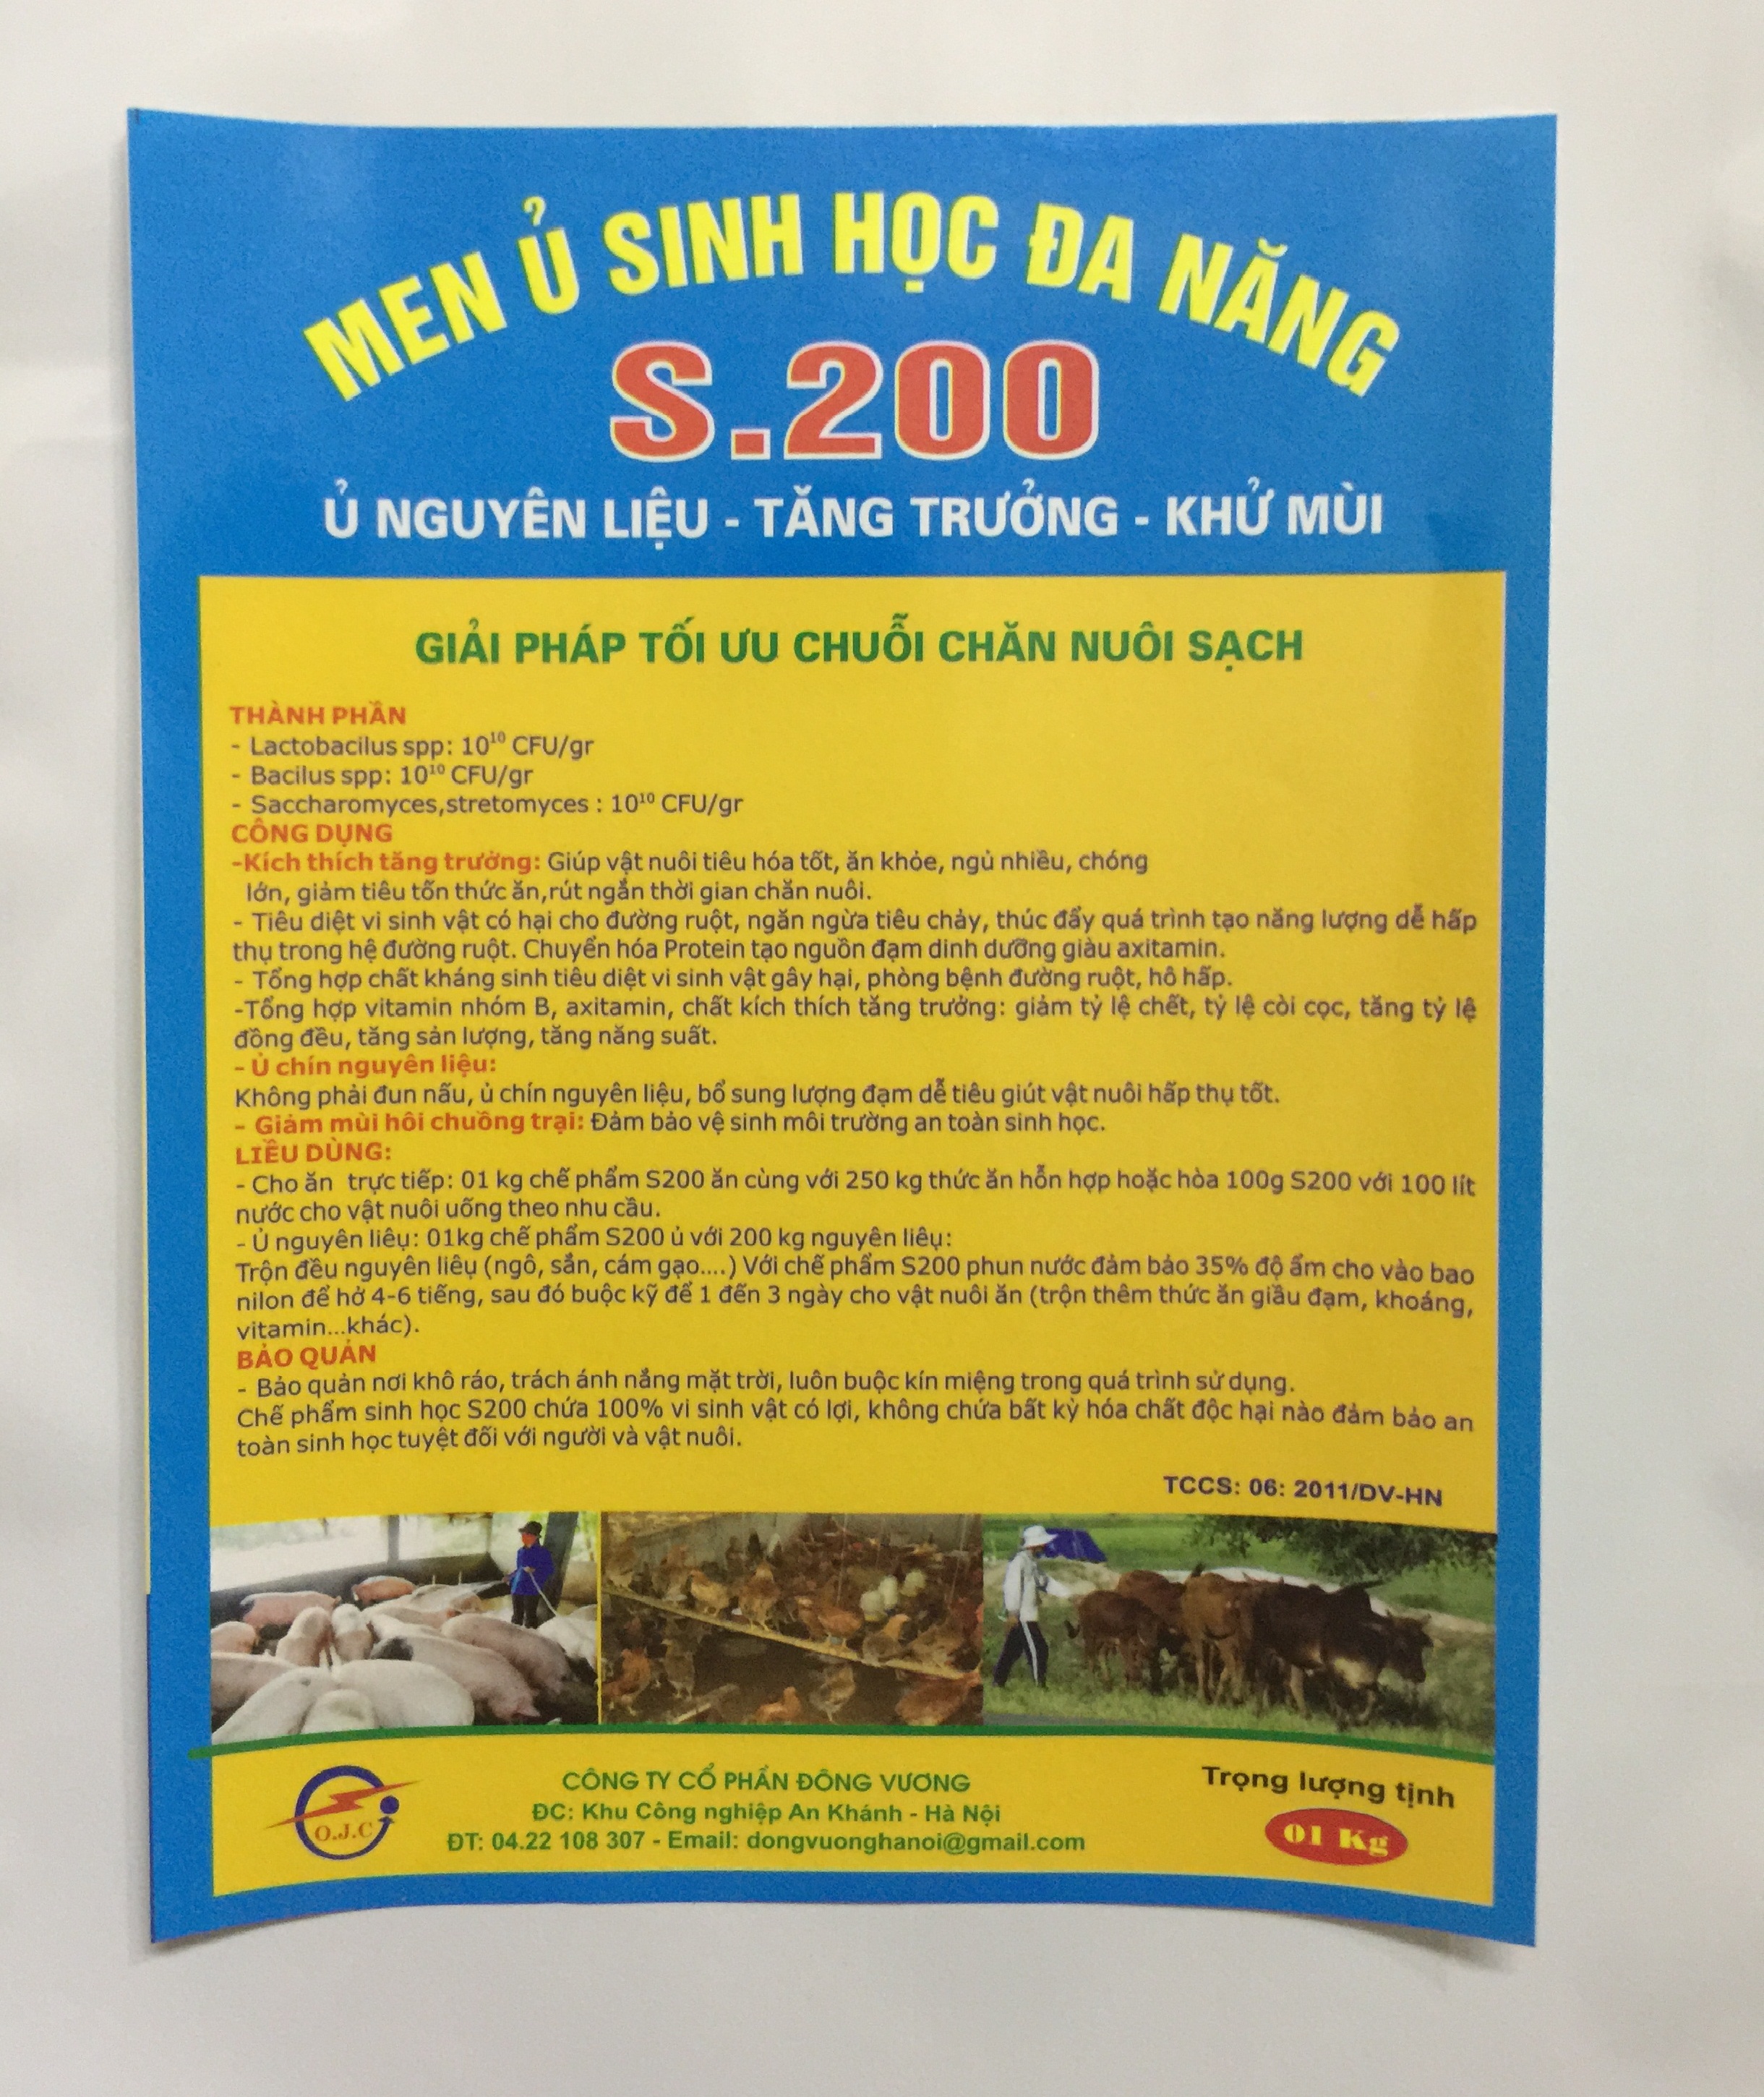 MEN Ủ SINH HỌC ĐA NĂNG
S.200
Ủ NGUYÊN LIỆU - TĂNG TRƯỞNG - KHỬ MÙI
GIẢI PHÁP TỐI ƯU CHUỖI CHĂN NUÔI SẠCH
THÀNH PHẦN
- Lactobacilus spp: 10¹⁰ CFU/gr
- Bacilus spp: 10¹⁰ CFU/gr
- Saccharomyces,stretomyces : 10¹⁰ CFU/gr
CÔNG DỤNG
-Kích thích tăng trưởng: Giúp vật nuôi tiêu hóa tốt, ăn khỏe, ngủ nhiều, chóng
lớn, giảm tiêu tốn thức ăn,rút ngắn thời gian chăn nuôi.
- Tiêu diệt vi sinh vật có hại cho đường ruột, ngăn ngừa tiêu chảy, thúc đẩy quá trình tạo năng lượng dễ hấp
thụ trong hệ đường ruột. Chuyển hóa Protein tạo nguồn đạm dinh dưỡng giàu axitamin.
- Tổng hợp chất kháng sinh tiêu diệt vi sinh vật gây hại, phòng bệnh đường ruột, hô hấp.
-Tổng hợp vitamin nhóm B, axitamin, chất kích thích tăng trưởng: giảm tỷ lệ chết, tỷ lệ còi cọc, tăng tỷ lệ
đồng đều, tăng sản lượng, tăng năng suất.
- Ủ chín nguyên liệu:
Không phải đun nấu, ủ chín nguyên liệu, bổ sung lượng đạm dễ tiêu giút vật nuôi hấp thụ tốt.
- Giảm mùi hôi chuồng trại: Đảm bảo vệ sinh môi trường an toàn sinh học.
LIỀU DÙNG:
- Cho ăn trực tiếp: 01 kg chế phẩm S200 ăn cùng với 250 kg thức ăn hỗn hợp hoặc hòa 100g S200 với 100 lít
nước cho vật nuôi uống theo nhu cầu.
- Ủ nguyên liệu: 01kg chế phẩm S200 ủ với 200 kg nguyên liệu:
Trộn đều nguyên liệu (ngô, sắn, cám gạo....) Với chế phẩm S200 phun nước đảm bảo 35% độ ẩm cho vào bao
nilon để hở 4-6 tiếng, sau đó buộc kỹ để 1 đến 3 ngày cho vật nuôi ăn (trộn thêm thức ăn giầu đạm, khoáng,
vitamin...khác).
BẢO QUẢN
- Bảo quản nơi khô ráo, trách ánh nắng mặt trời, luôn buộc kín miệng trong quá trình sử dụng.
Chế phẩm sinh học S200 chứa 100% vi sinh vật có lợi, không chứa bất kỳ hóa chất độc hại nào đảm bảo an
toàn sinh học tuyệt đối với người và vật nuôi.
TCCS: 06: 2011/DV-HN
O.J.C
CÔNG TY CỔ PHẦN ĐÔNG VƯƠNG
ĐC: Khu Công nghiệp An Khánh - Hà Nội
ĐT: 04.22 108 307 - Email: dongvuonghanoi@gmail.com
Trọng lượng tịnh
01 Kg